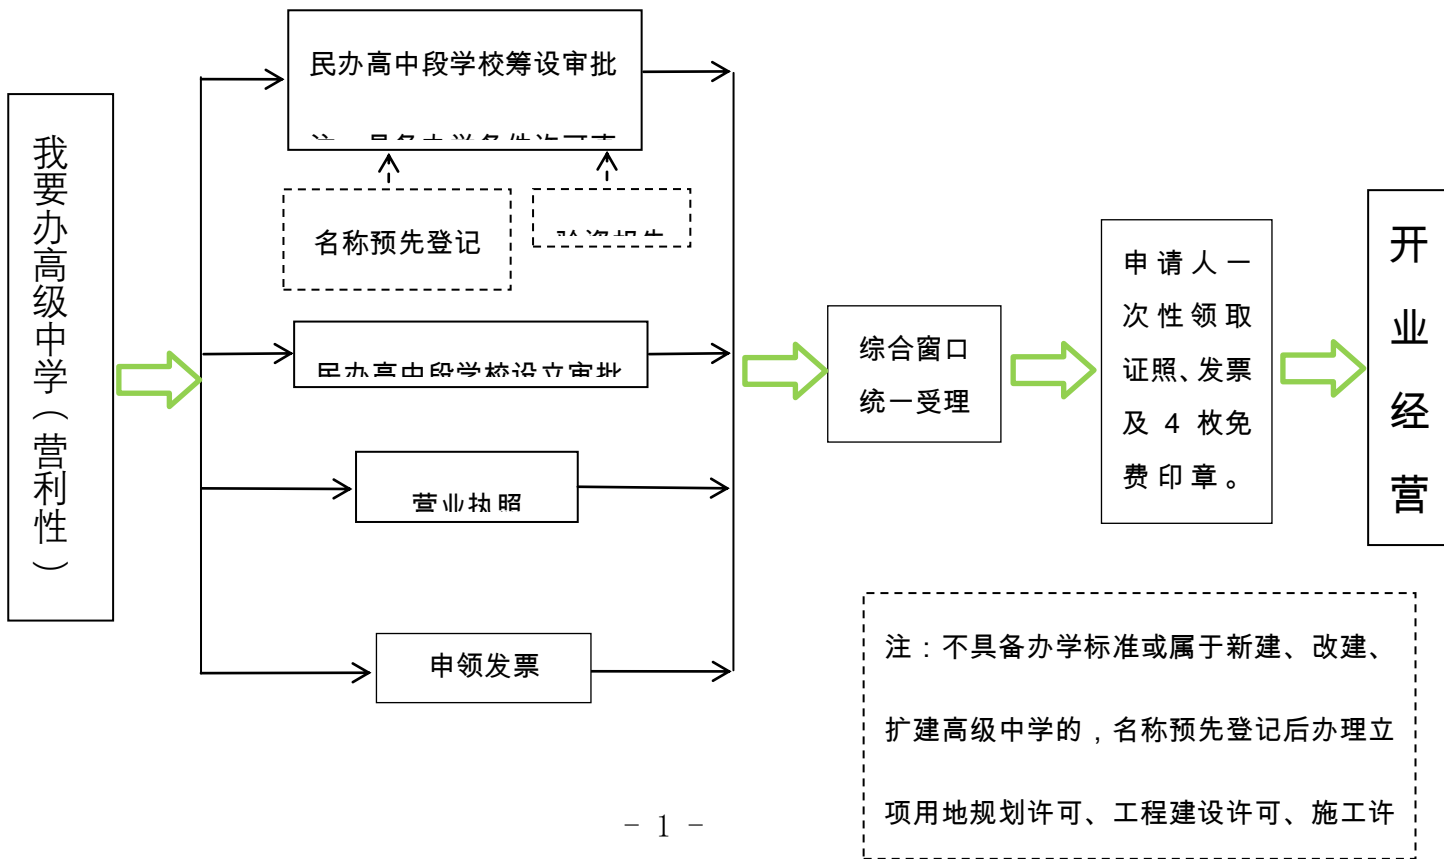 我要办高级中学（营利性）
民办高中段学校筹设审批
名称预先登记
民办高中段学校设立审批
营业执照
申领发票
综合窗口
统一受理
申请人一
次性领取
证照、发票
及 4 枚免
费印章。
开业经营
注：不具备办学标准或属于新建、改建、
扩建高级中学的，名称预先登记后办理立
项用地规划许可、工程建设许可、施工许
- 1 -